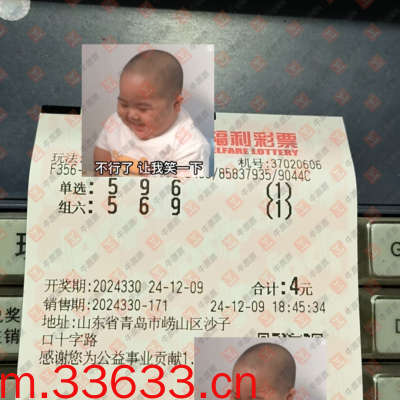 福利彩票
WELFARE LOTTERY
玩法:
机号:37020606
F356-
/85837935/9044C
不行了 让我笑一下
单选: 5 9 6 (1)
组六: 5 6 9 (1)
开奖期:2024330 24-12-09 合计:4元
销售期:2024330-171 24-12-09 18:45:34
地址:山东省青岛市崂山区沙子
口十字路
感谢您为公益事业贡献1.
m.33633.cn